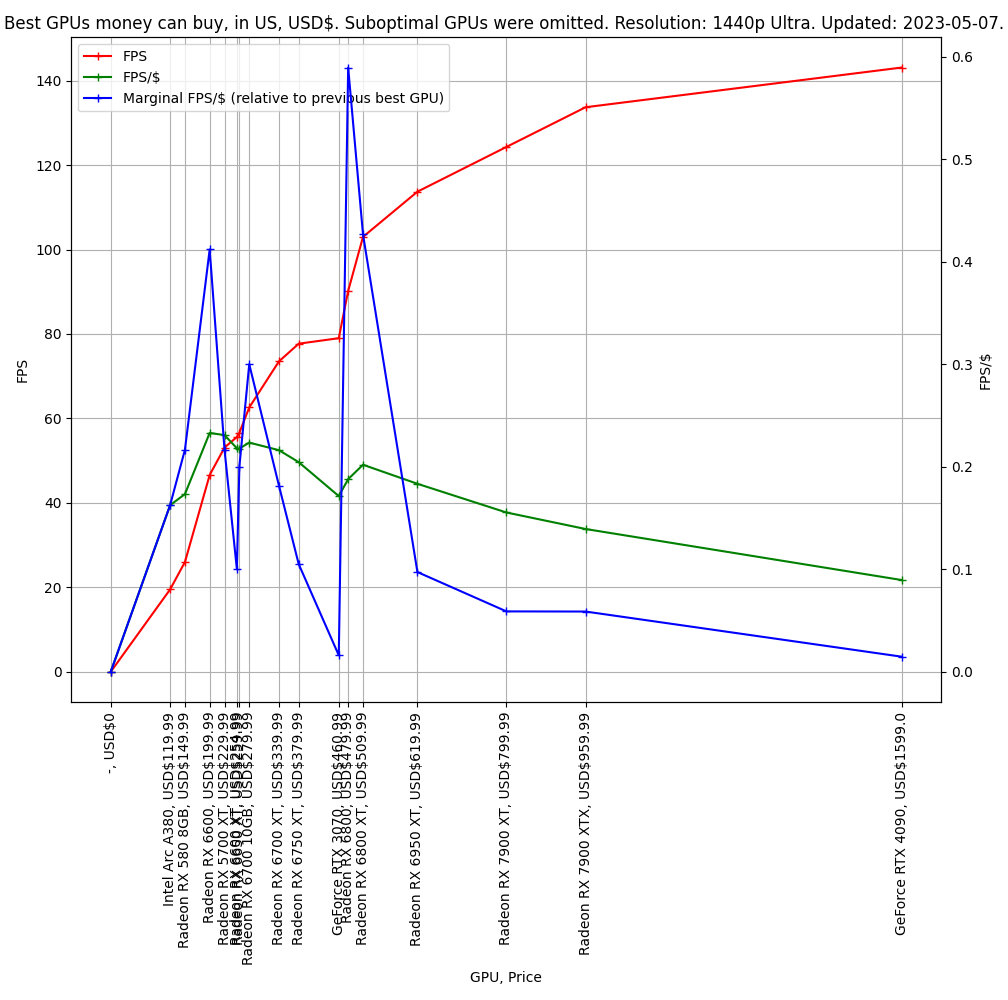 Best GPUs money can buy, in US, USD$. Suboptimal GPUs were omitted. Resolution: 1440p Ultra. Updated: 2023-05-07.
FPS
FPS/$
Marginal FPS/$ (relative to previous best GPU)
140
120
100
80
60
40
20
0
FPS
0.6
0.5
0.4
0.3
0.2
0.1
0.0
FPS/$
-, USD$0
Intel Arc A380, USD$119.99
Radeon RX 580 8GB, USD$149.99
Radeon RX 6600, USD$199.99
Radeon RX 5700 XT, USD$229.99
Radeon RX 6700 10GB, USD$279.99
Radeon RX 6700 XT, USD$339.99
Radeon RX 6750 XT, USD$379.99
GeForce RTX 3070, USD$460.99
Radeon RX 6800, USD$479.99
Radeon RX 6800 XT, USD$509.99
Radeon RX 6950 XT, USD$619.99
Radeon RX 7900 XT, USD$799.99
Radeon RX 7900 XTX, USD$959.99
GeForce RTX 4090, USD$1599.0
GPU, Price